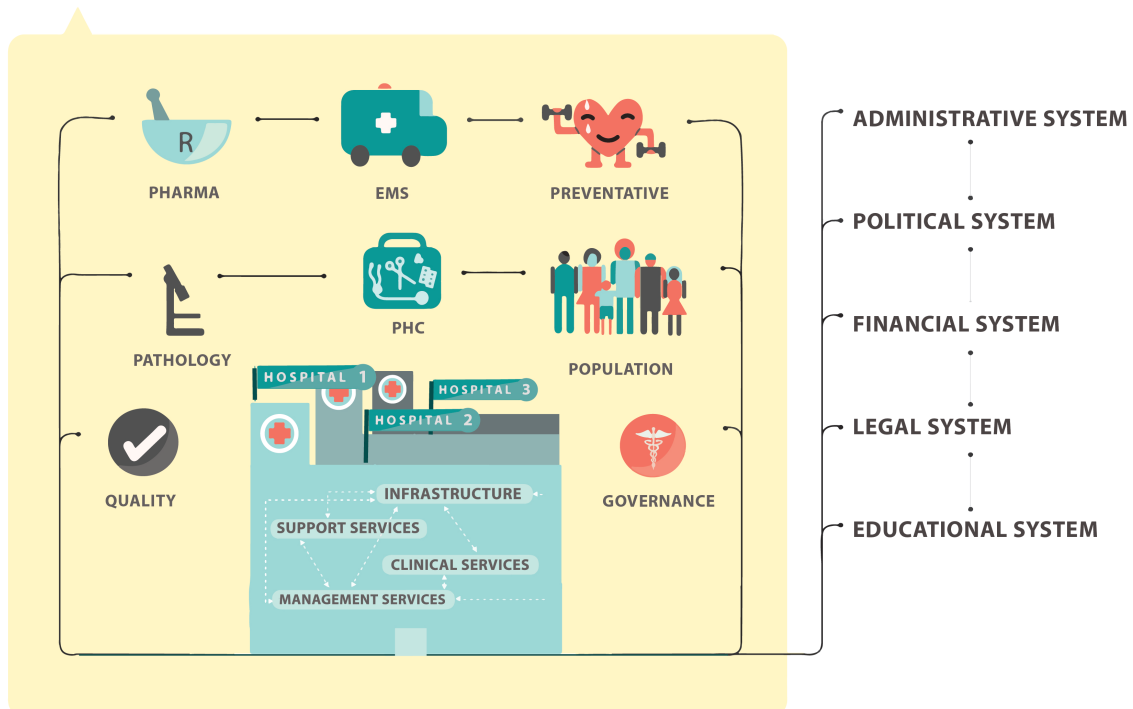 R
PHARMA
EMS
PREVENTATIVE
PATHOLOGY
PHC
POPULATION
HOSPITAL 1
HOSPITAL 3
HOSPITAL 2
QUALITY
GOVERNANCE
INFRASTRUCTURE
SUPPORT SERVICES
CLINICAL SERVICES
MANAGEMENT SERVICES
ADMINISTRATIVE SYSTEM
POLITICAL SYSTEM
FINANCIAL SYSTEM
LEGAL SYSTEM
EDUCATIONAL SYSTEM